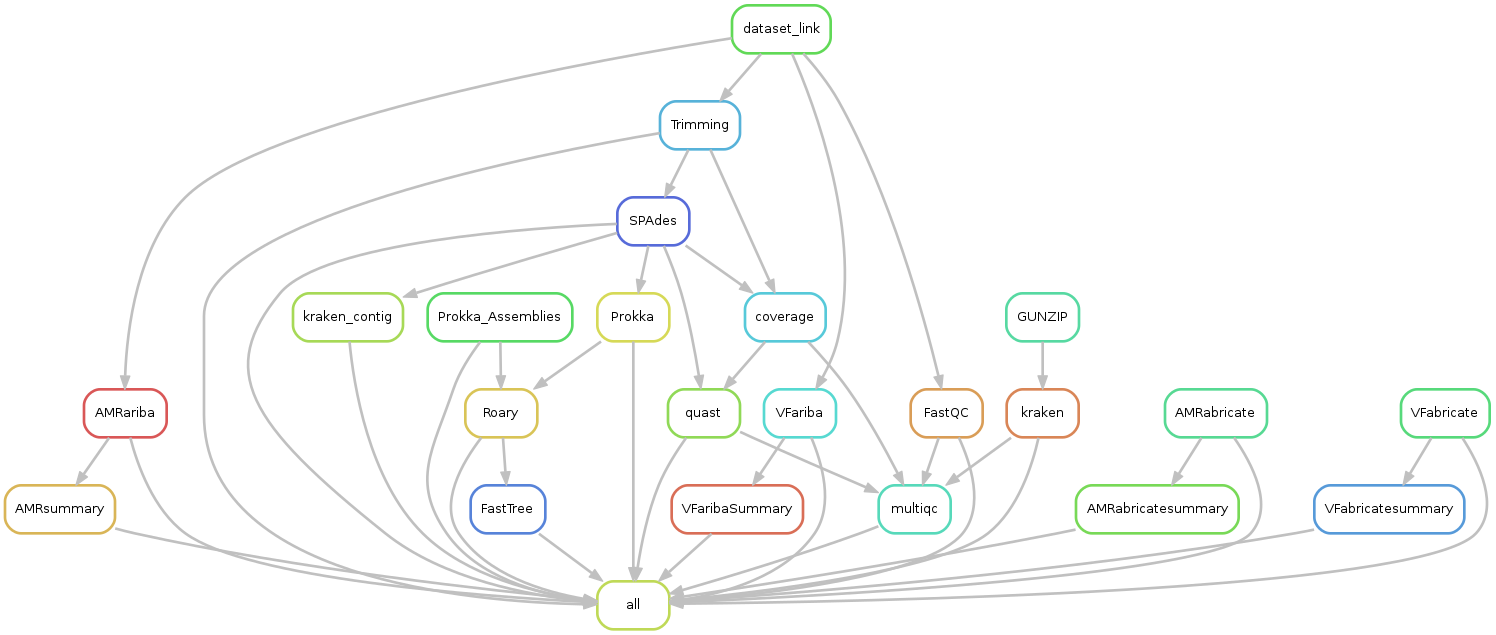 dataset_link
Trimming
SPAdes
kraken_contig
Prokka_Assemblies
Prokka
coverage
GUNZIP
AMRariba
Roary
quast
VFariba
FastQC
kraken
AMRabricate
VFabricate
AMRsummary
FastTree
VFaribaSummary
multiqc
AMRabricatesummary
VFabricatesummary
all